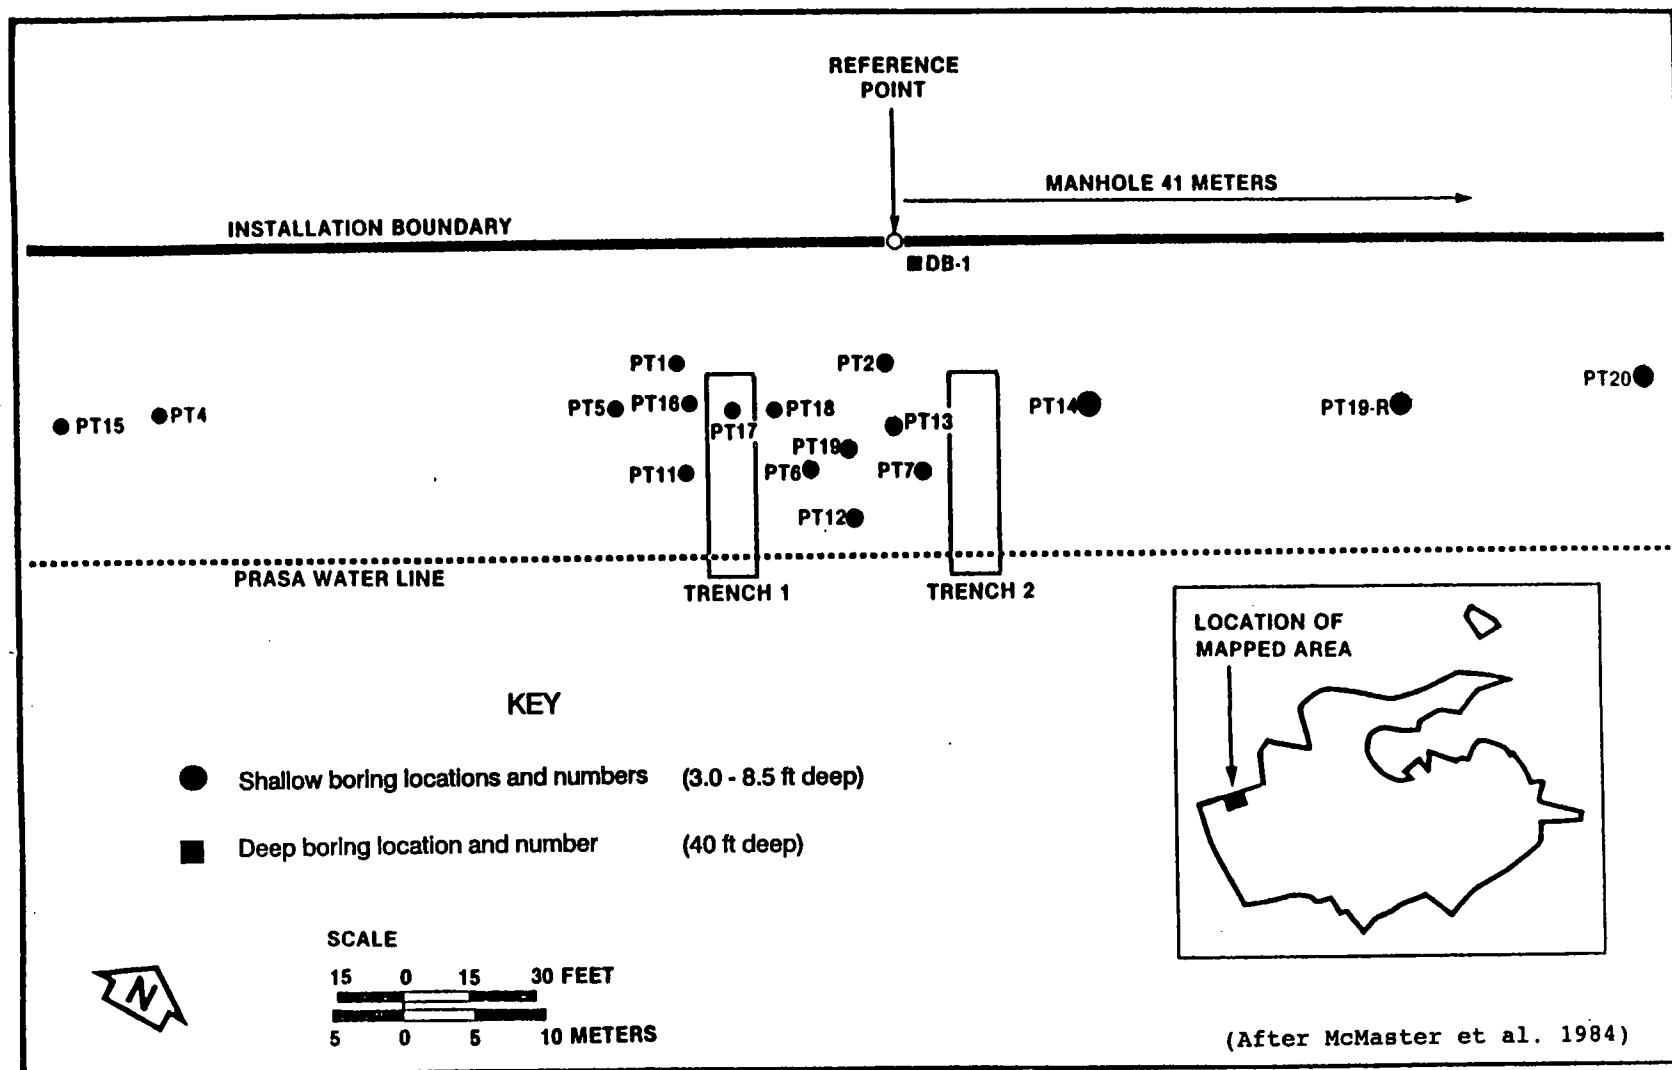 REFERENCE
POINT
MANHOLE 41 METERS
INSTALLATION BOUNDARY
DB-1
PT1
PT2
PT20
PT15
PT4
PT5
PT16
PT17
PT18
PT13
PT14
PT19-R
PT19
PT11
PT6
PT7
PT12
PRASA WATER LINE
TRENCH 1
TRENCH 2
LOCATION OF
MAPPED AREA
KEY
Shallow boring locations and numbers (3.0 - 8.5 ft deep)
Deep boring location and number (40 ft deep)
SCALE
15 0 15 30 FEET
5 0 5 10 METERS
N
(After McMaster et al. 1984)